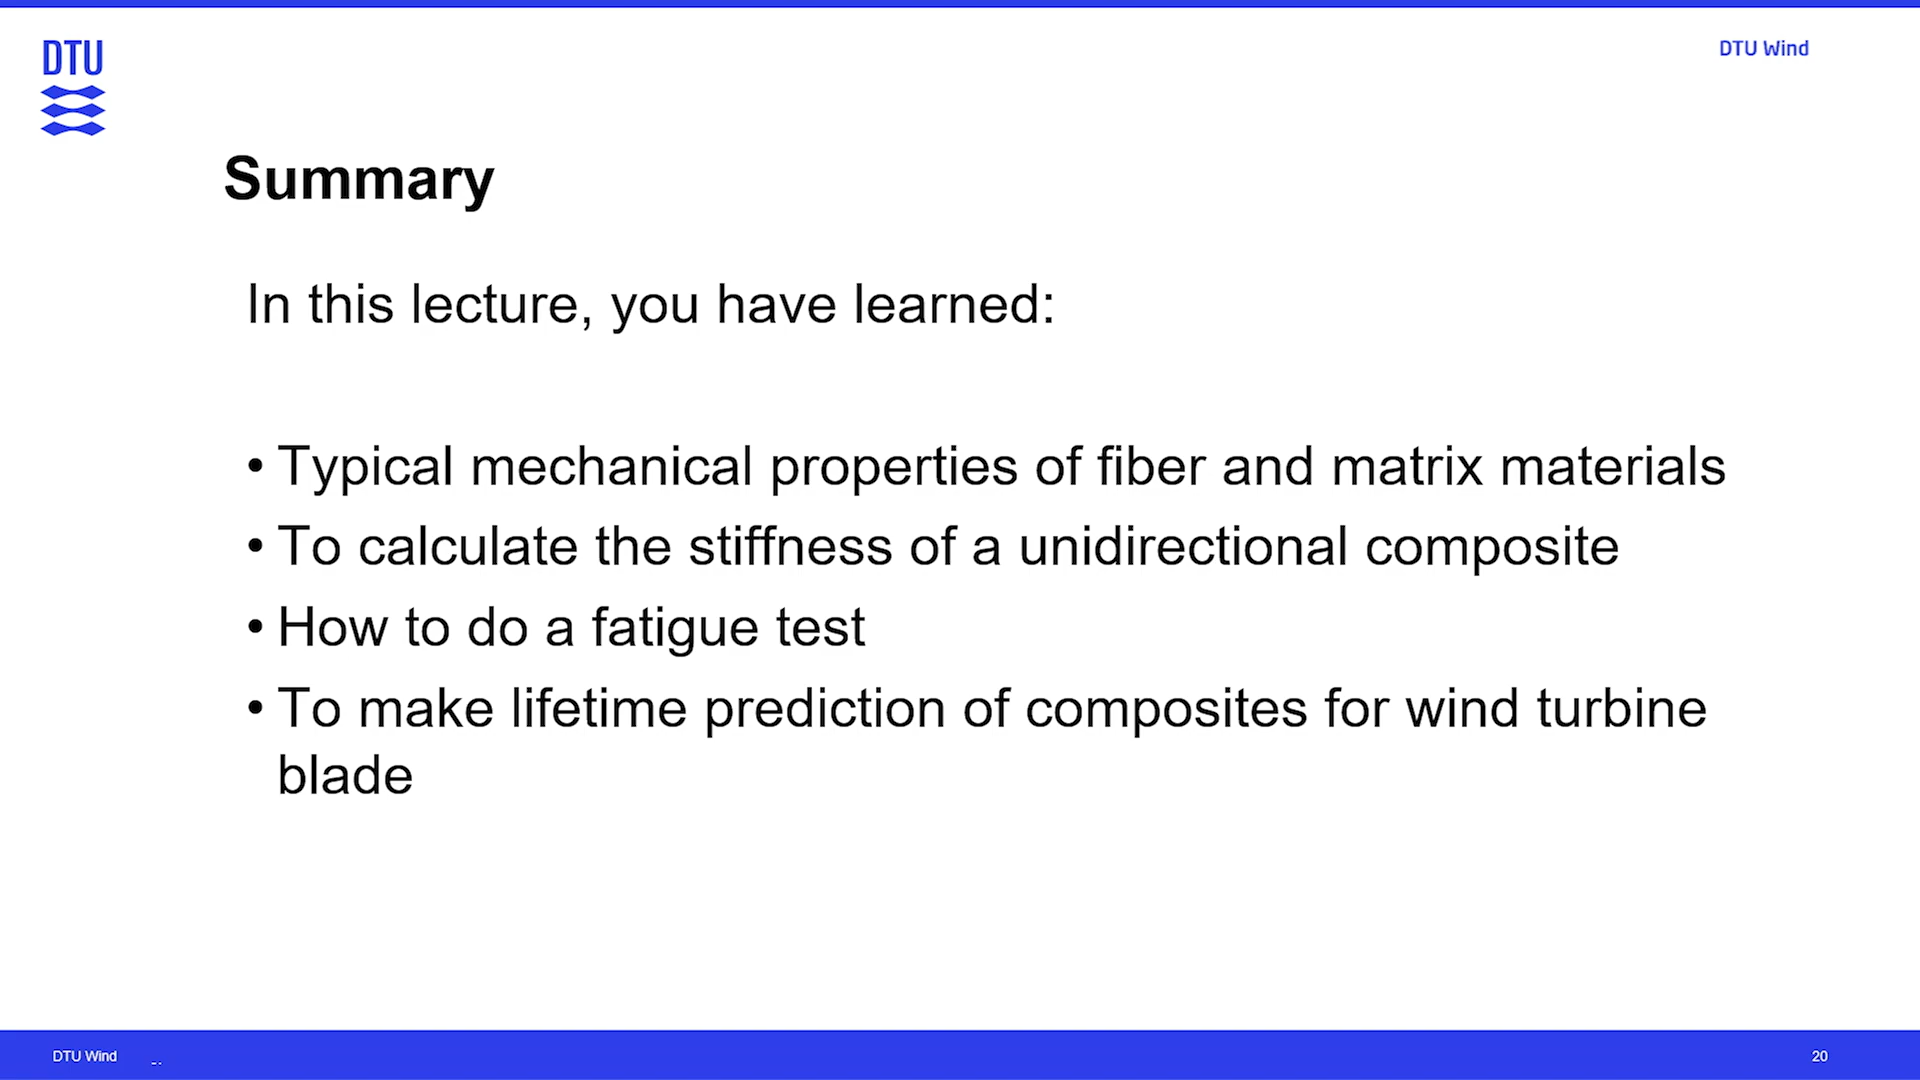 DTU
DTU Wind
Summary
In this lecture, you have learned:
• Typical mechanical properties of fiber and matrix materials
• To calculate the stiffness of a unidirectional composite
• How to do a fatigue test
• To make lifetime prediction of composites for wind turbine
blade
DTU Wind
20